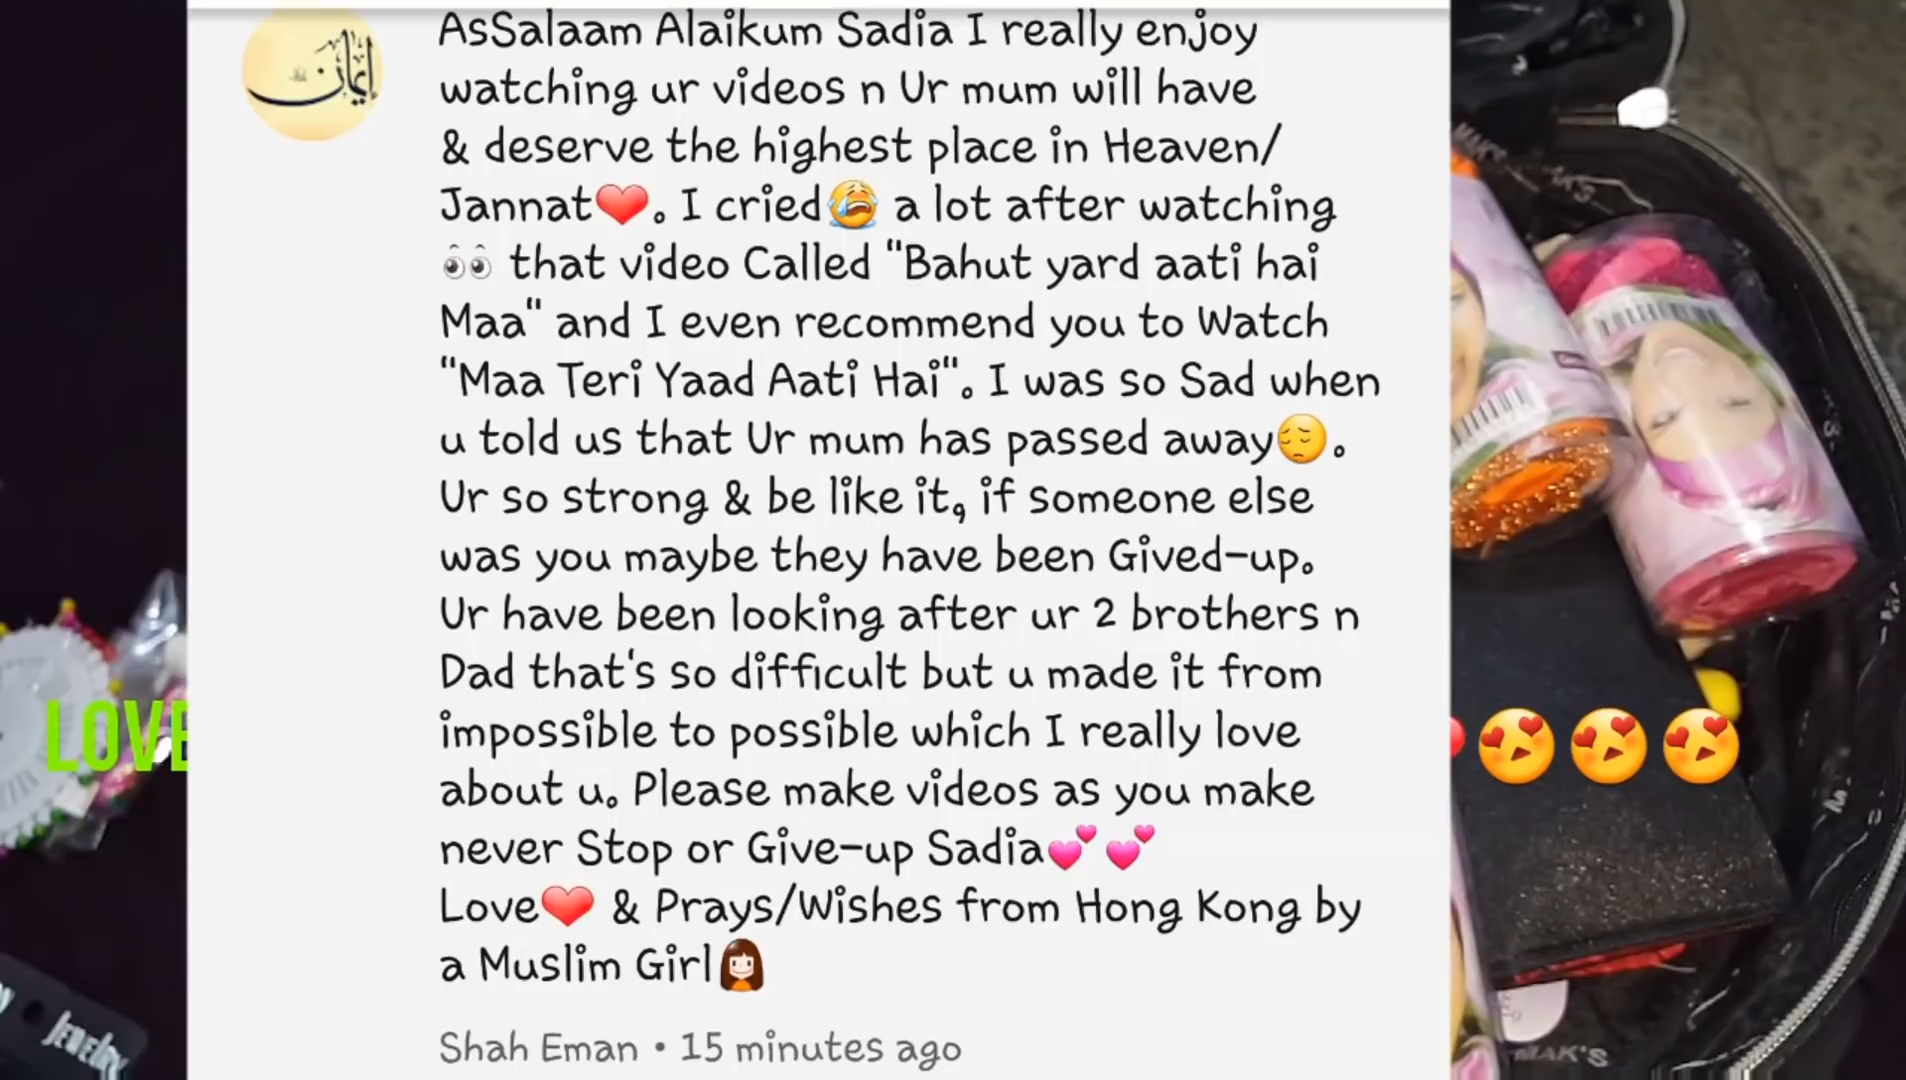 إيمان
AsSalaam Alaikum Sadia I really enjoy
watching ur videos n Ur mum will have
& deserve the highest place in Heaven/
Jannat❤️. I cried😭 a lot after watching
👀 that video Called "Bahut yard aati hai
Maa" and I even recommend you to Watch
"Maa Teri Yaad Aati Hai". I was so Sad when
u told us that Ur mum has passed away😔.
Ur so strong & be like it, if someone else
was you maybe they have been Gived-up.
Ur have been looking after ur 2 brothers n
Dad that's so difficult but u made it from
impossible to possible which I really love
about u. Please make videos as you make
never Stop or Give-up Sadia💕💕
Love❤️ & Prays/Wishes from Hong Kong by
a Muslim Girl👩
Shah Eman • 15 minutes ago
LOVE
😍😍😍
Jewelry
MAK'S